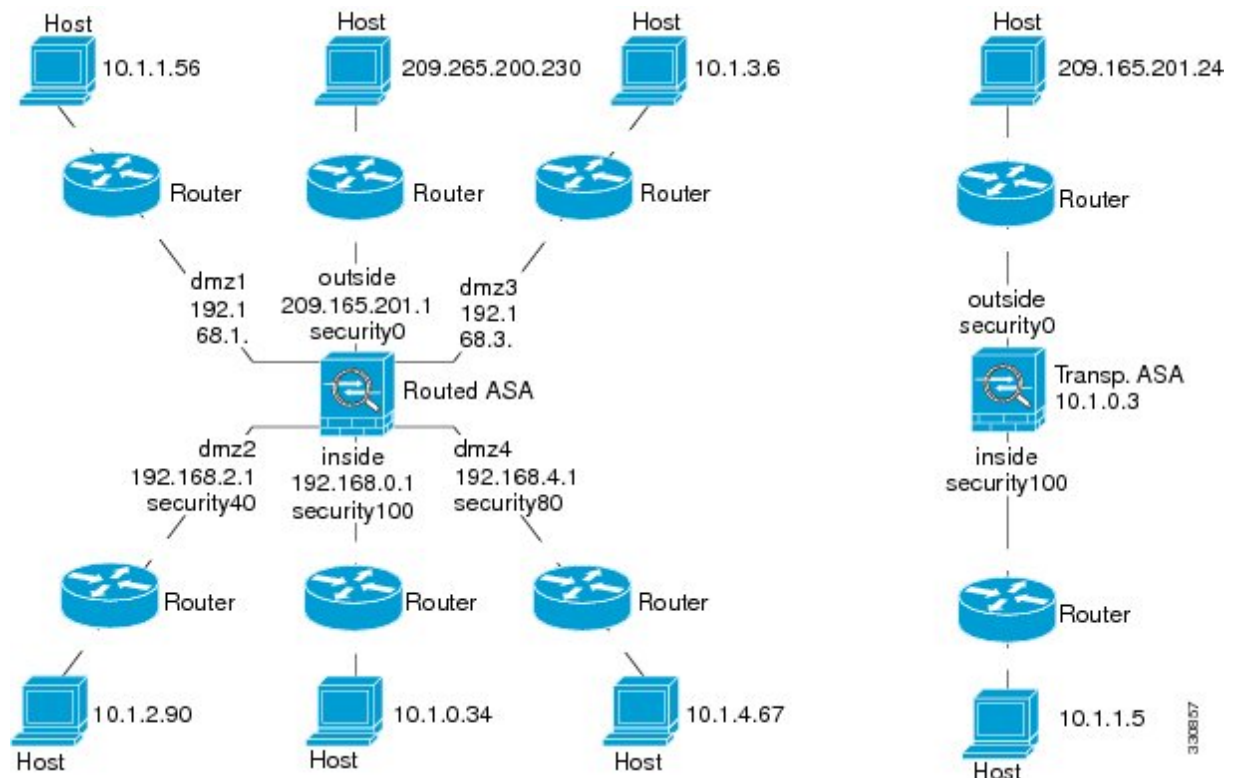 Host
10.1.1.56
Host
209.265.200.230
Host
10.1.3.6
Host
209.165.201.24
Router
Router
Router
Router
dmz1
192.1
68.1.
outside
209.165.201.1
security0
dmz3
192.1
68.3.
outside
security0
Routed ASA
Transp. ASA
10.1.0.3
dmz2
192.168.2.1
security40
inside
192.168.0.1
security100
dmz4
192.168.4.1
security80
inside
security100
Router
Router
Router
Router
10.1.2.90
Host
10.1.0.34
Host
10.1.4.67
Host
10.1.1.5
Host
330857